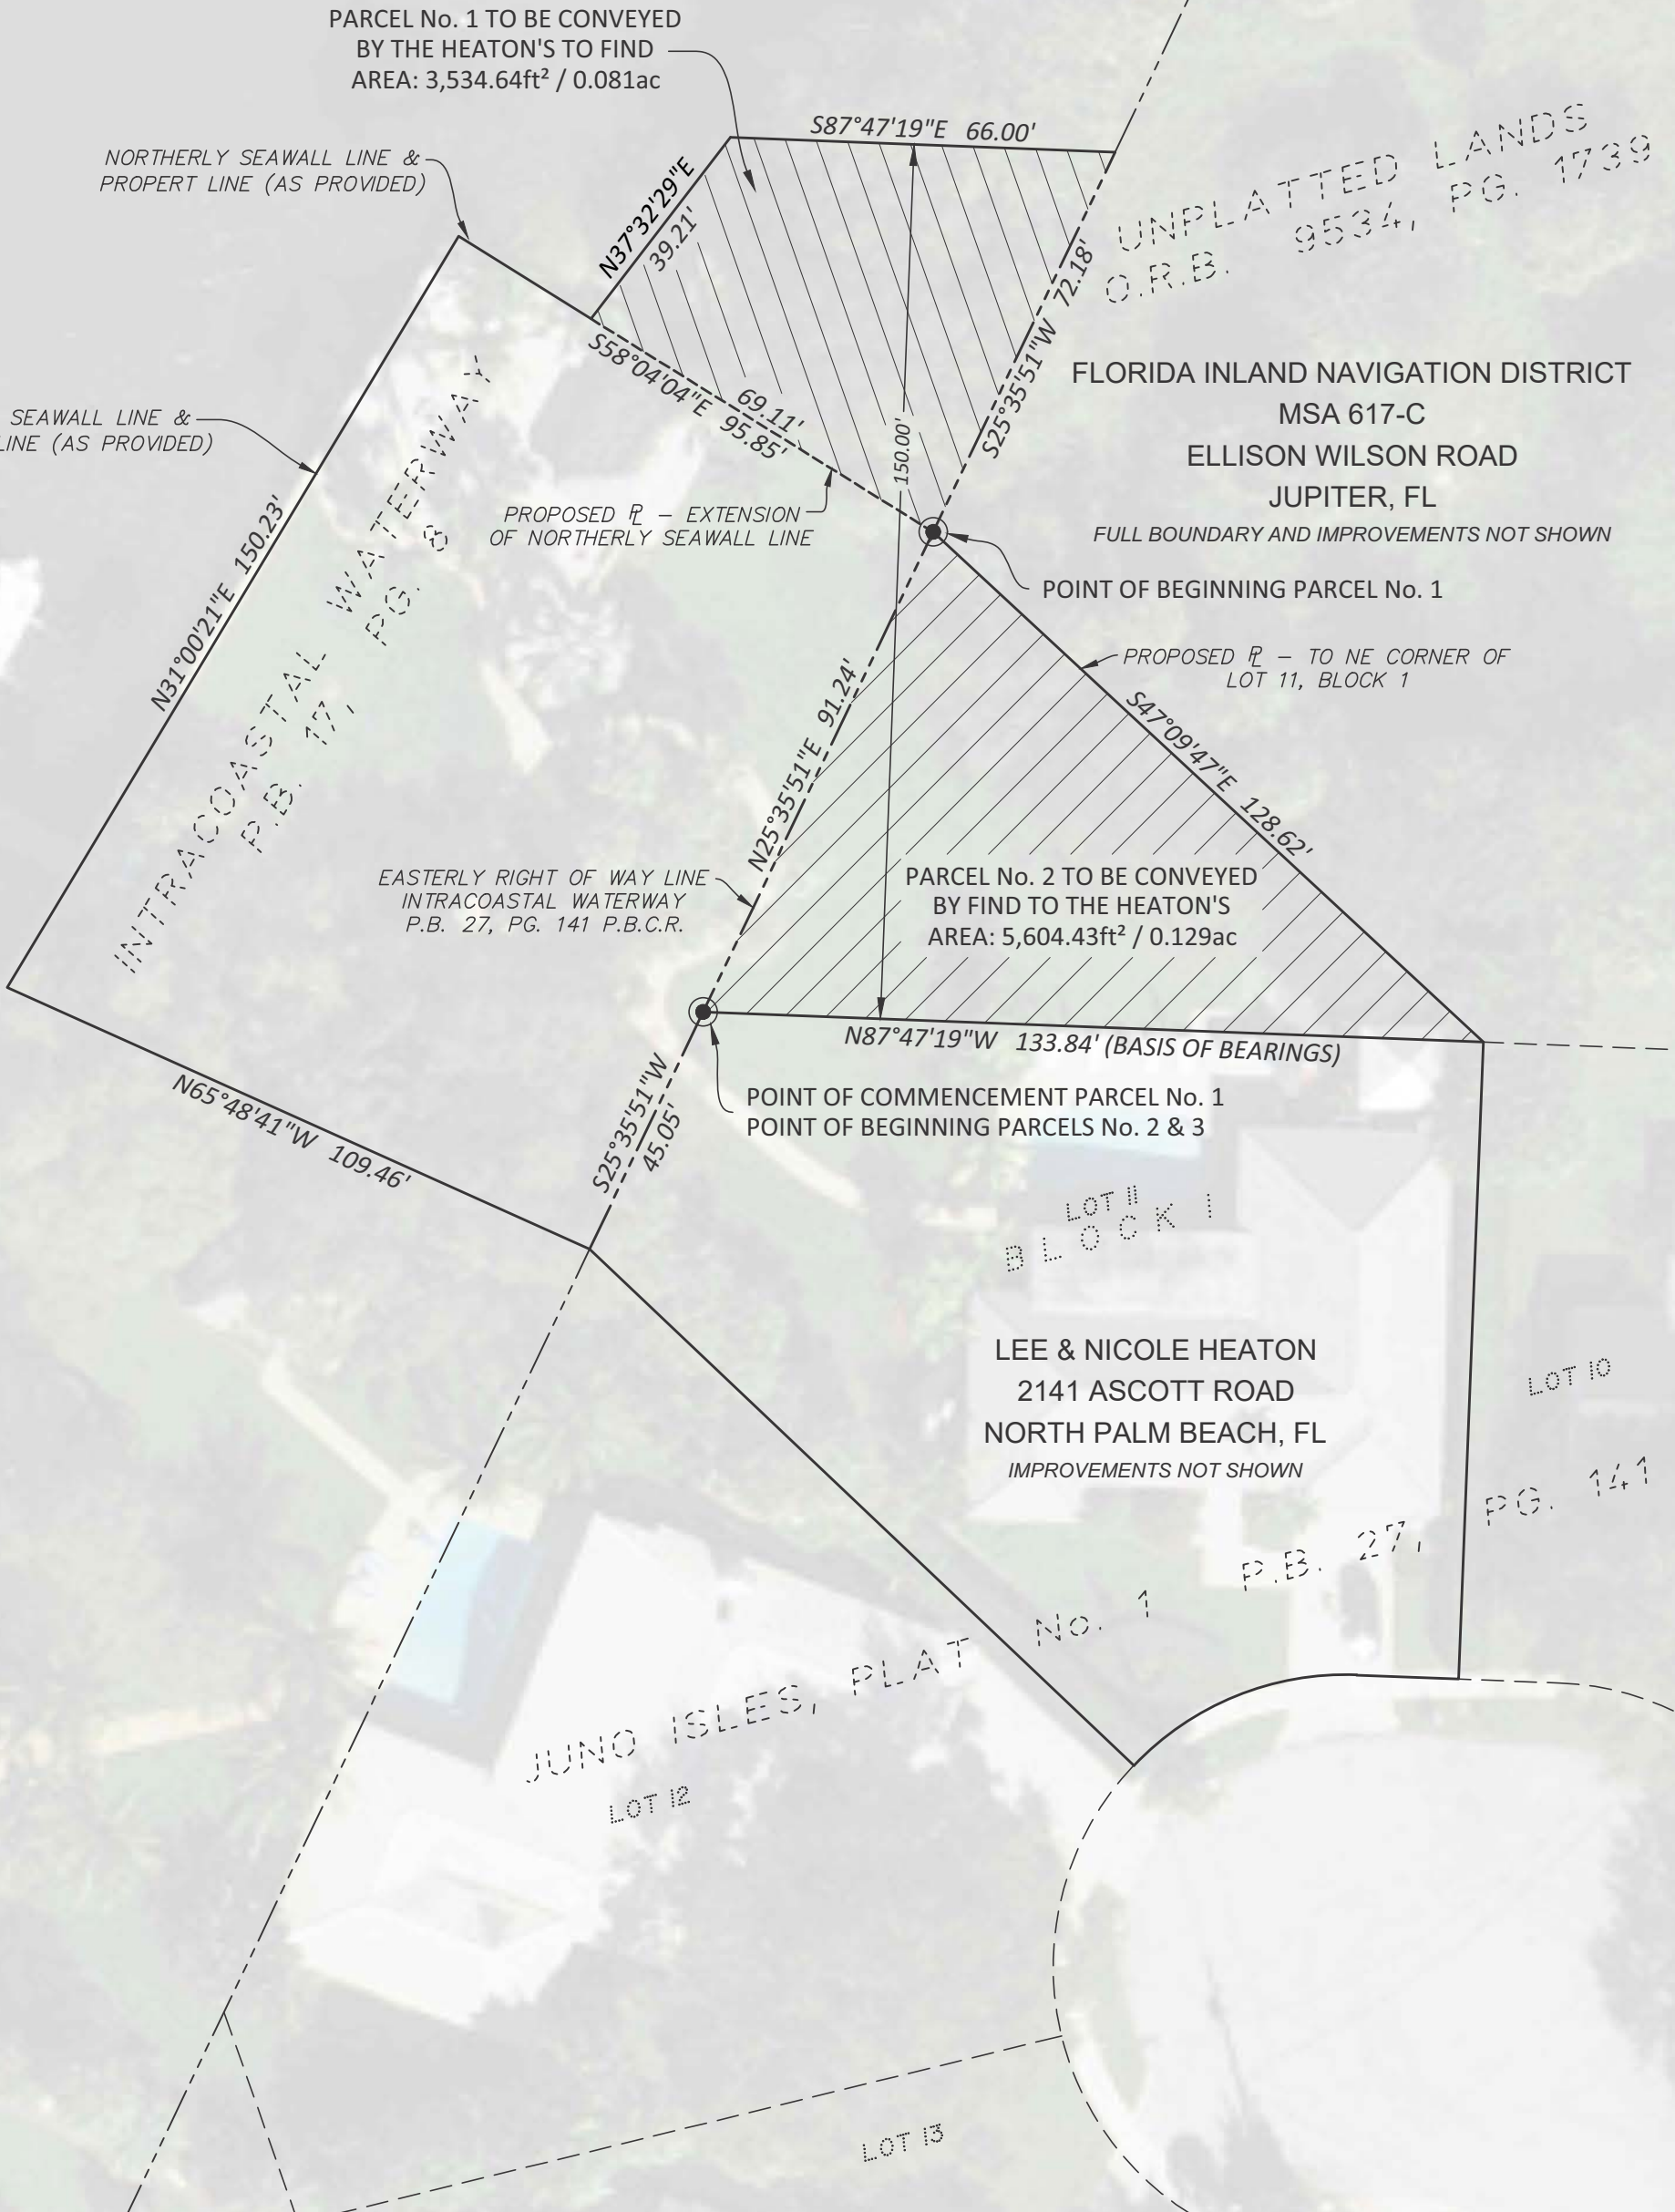 PARCEL No. 1 TO BE CONVEYED
BY THE HEATON'S TO FIND
AREA: 3,534.64ft² / 0.081ac
S87°47'19"E 66.00'
NORTHERLY SEAWALL LINE &
PROPERT LINE (AS PROVIDED)
N37°32'29"E
39.21'
UNPLATTED LANDS
O.R.B. 9534, PG. 1739
S25°35'51"W 72.18'
S58°04'04"E 95.85'
69.11'
150.00'
FLORIDA INLAND NAVIGATION DISTRICT
MSA 617-C
ELLISON WILSON ROAD
JUPITER, FL
FULL BOUNDARY AND IMPROVEMENTS NOT SHOWN
SEAWALL LINE &
LINE (AS PROVIDED)
PROPOSED PL – EXTENSION
OF NORTHERLY SEAWALL LINE
POINT OF BEGINNING PARCEL No. 1
N31°00'21"E 150.23'
INTRACOASTAL WATERWAY
P.B. 17, PG. 8
PROPOSED PL – TO NE CORNER OF
LOT 11, BLOCK 1
S47°09'47"E 128.62'
N25°35'51"E 91.24'
EASTERLY RIGHT OF WAY LINE
INTRACOASTAL WATERWAY
P.B. 27, PG. 141 P.B.C.R.
PARCEL No. 2 TO BE CONVEYED
BY FIND TO THE HEATON'S
AREA: 5,604.43ft² / 0.129ac
N87°47'19"W 133.84' (BASIS OF BEARINGS)
POINT OF COMMENCEMENT PARCEL No. 1
POINT OF BEGINNING PARCELS No. 2 & 3
S25°35'51"W
45.05'
N65°48'41"W 109.46'
LOT 11
BLOCK 1
LEE & NICOLE HEATON
2141 ASCOTT ROAD
NORTH PALM BEACH, FL
IMPROVEMENTS NOT SHOWN
LOT 10
JUNO ISLES, PLAT No. 1 P.B. 27, PG. 141
LOT 12
LOT 13